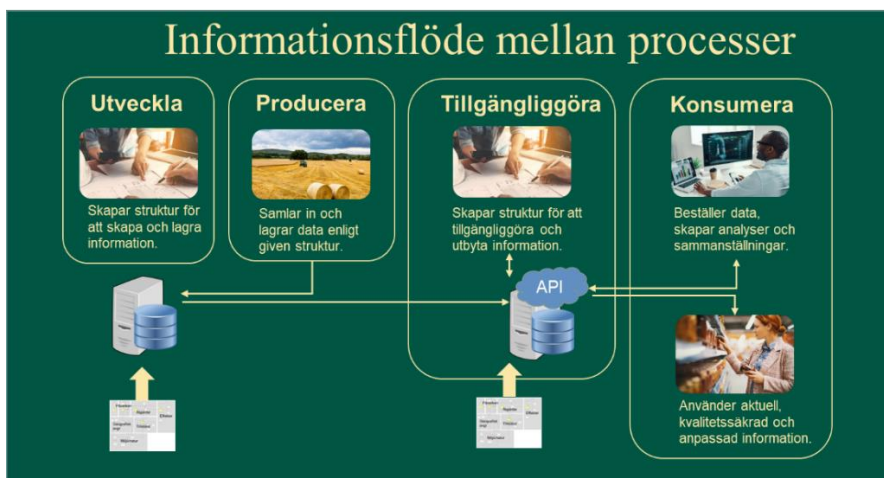 Informationsflöde mellan processer
Utveckla
Skapar struktur för
att skapa och lagra
information.
Producera
Samlar in och
lagrar data enligt
given struktur.
Tillgängliggöra
Skapar struktur för att
tillgängliggöra och
utbyta information.
API
Konsumera
Beställer data,
skapar analyser och
sammanställningar.
Använder aktuell,
kvalitetssäkrad och
anpassad information.